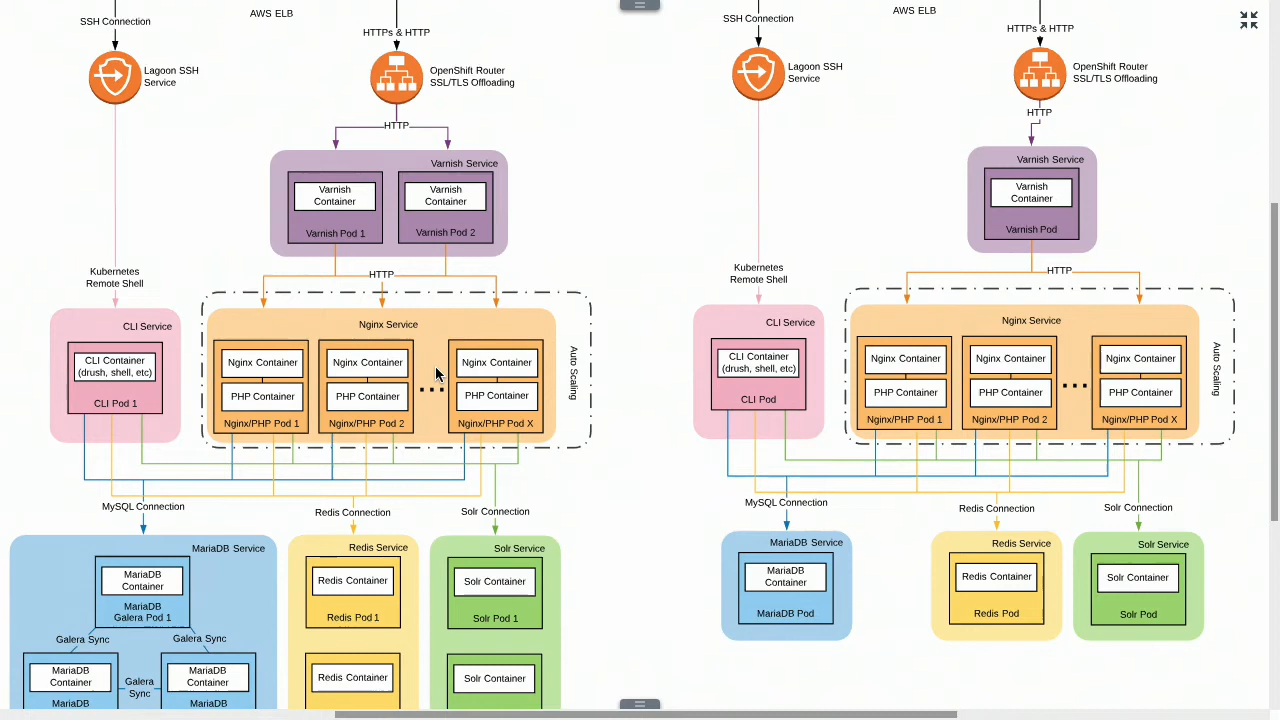 SSH Connection
AWS ELB
HTTPs & HTTP
Lagoon SSH
Service
OpenShift Router
SSL/TLS Offloading
HTTP
Varnish Service
Varnish
Container
Varnish Pod 1
Varnish
Container
Varnish Pod 2
HTTP
Kubernetes
Remote Shell
CLI Service
CLI Container
(drush, shell, etc)
CLI Pod 1
Nginx Service
Nginx Container
PHP Container
Nginx/PHP Pod 1
Nginx Container
PHP Container
Nginx/PHP Pod 2
...
Nginx Container
PHP Container
Nginx/PHP Pod X
Auto Scaling
MySQL Connection
Redis Connection
Solr Connection
MariaDB Service
MariaDB
Container
MariaDB
Galera Pod 1
Galera Sync
Galera Sync
MariaDB
Container
MariaDB
Galera
Sync
MariaDB
Container
MariaDB
Redis Service
Redis Container
Redis Pod 1
Redis Container
Solr Service
Solr Container
Solr Pod 1
Solr Container
SSH Connection
AWS ELB
HTTPs & HTTP
Lagoon SSH
Service
OpenShift Router
SSL/TLS Offloading
HTTP
Varnish Service
Varnish
Container
Varnish Pod
HTTP
Kubernetes
Remote Shell
CLI Service
CLI Container
(drush, shell, etc)
CLI Pod
Nginx Service
Nginx Container
PHP Container
Nginx/PHP Pod 1
Nginx Container
PHP Container
Nginx/PHP Pod 2
...
Nginx Container
PHP Container
Nginx/PHP Pod X
Auto Scaling
MySQL Connection
Redis Connection
Solr Connection
MariaDB Service
MariaDB
Container
MariaDB Pod
Redis Service
Redis Container
Redis Pod
Solr Service
Solr Container
Solr Pod